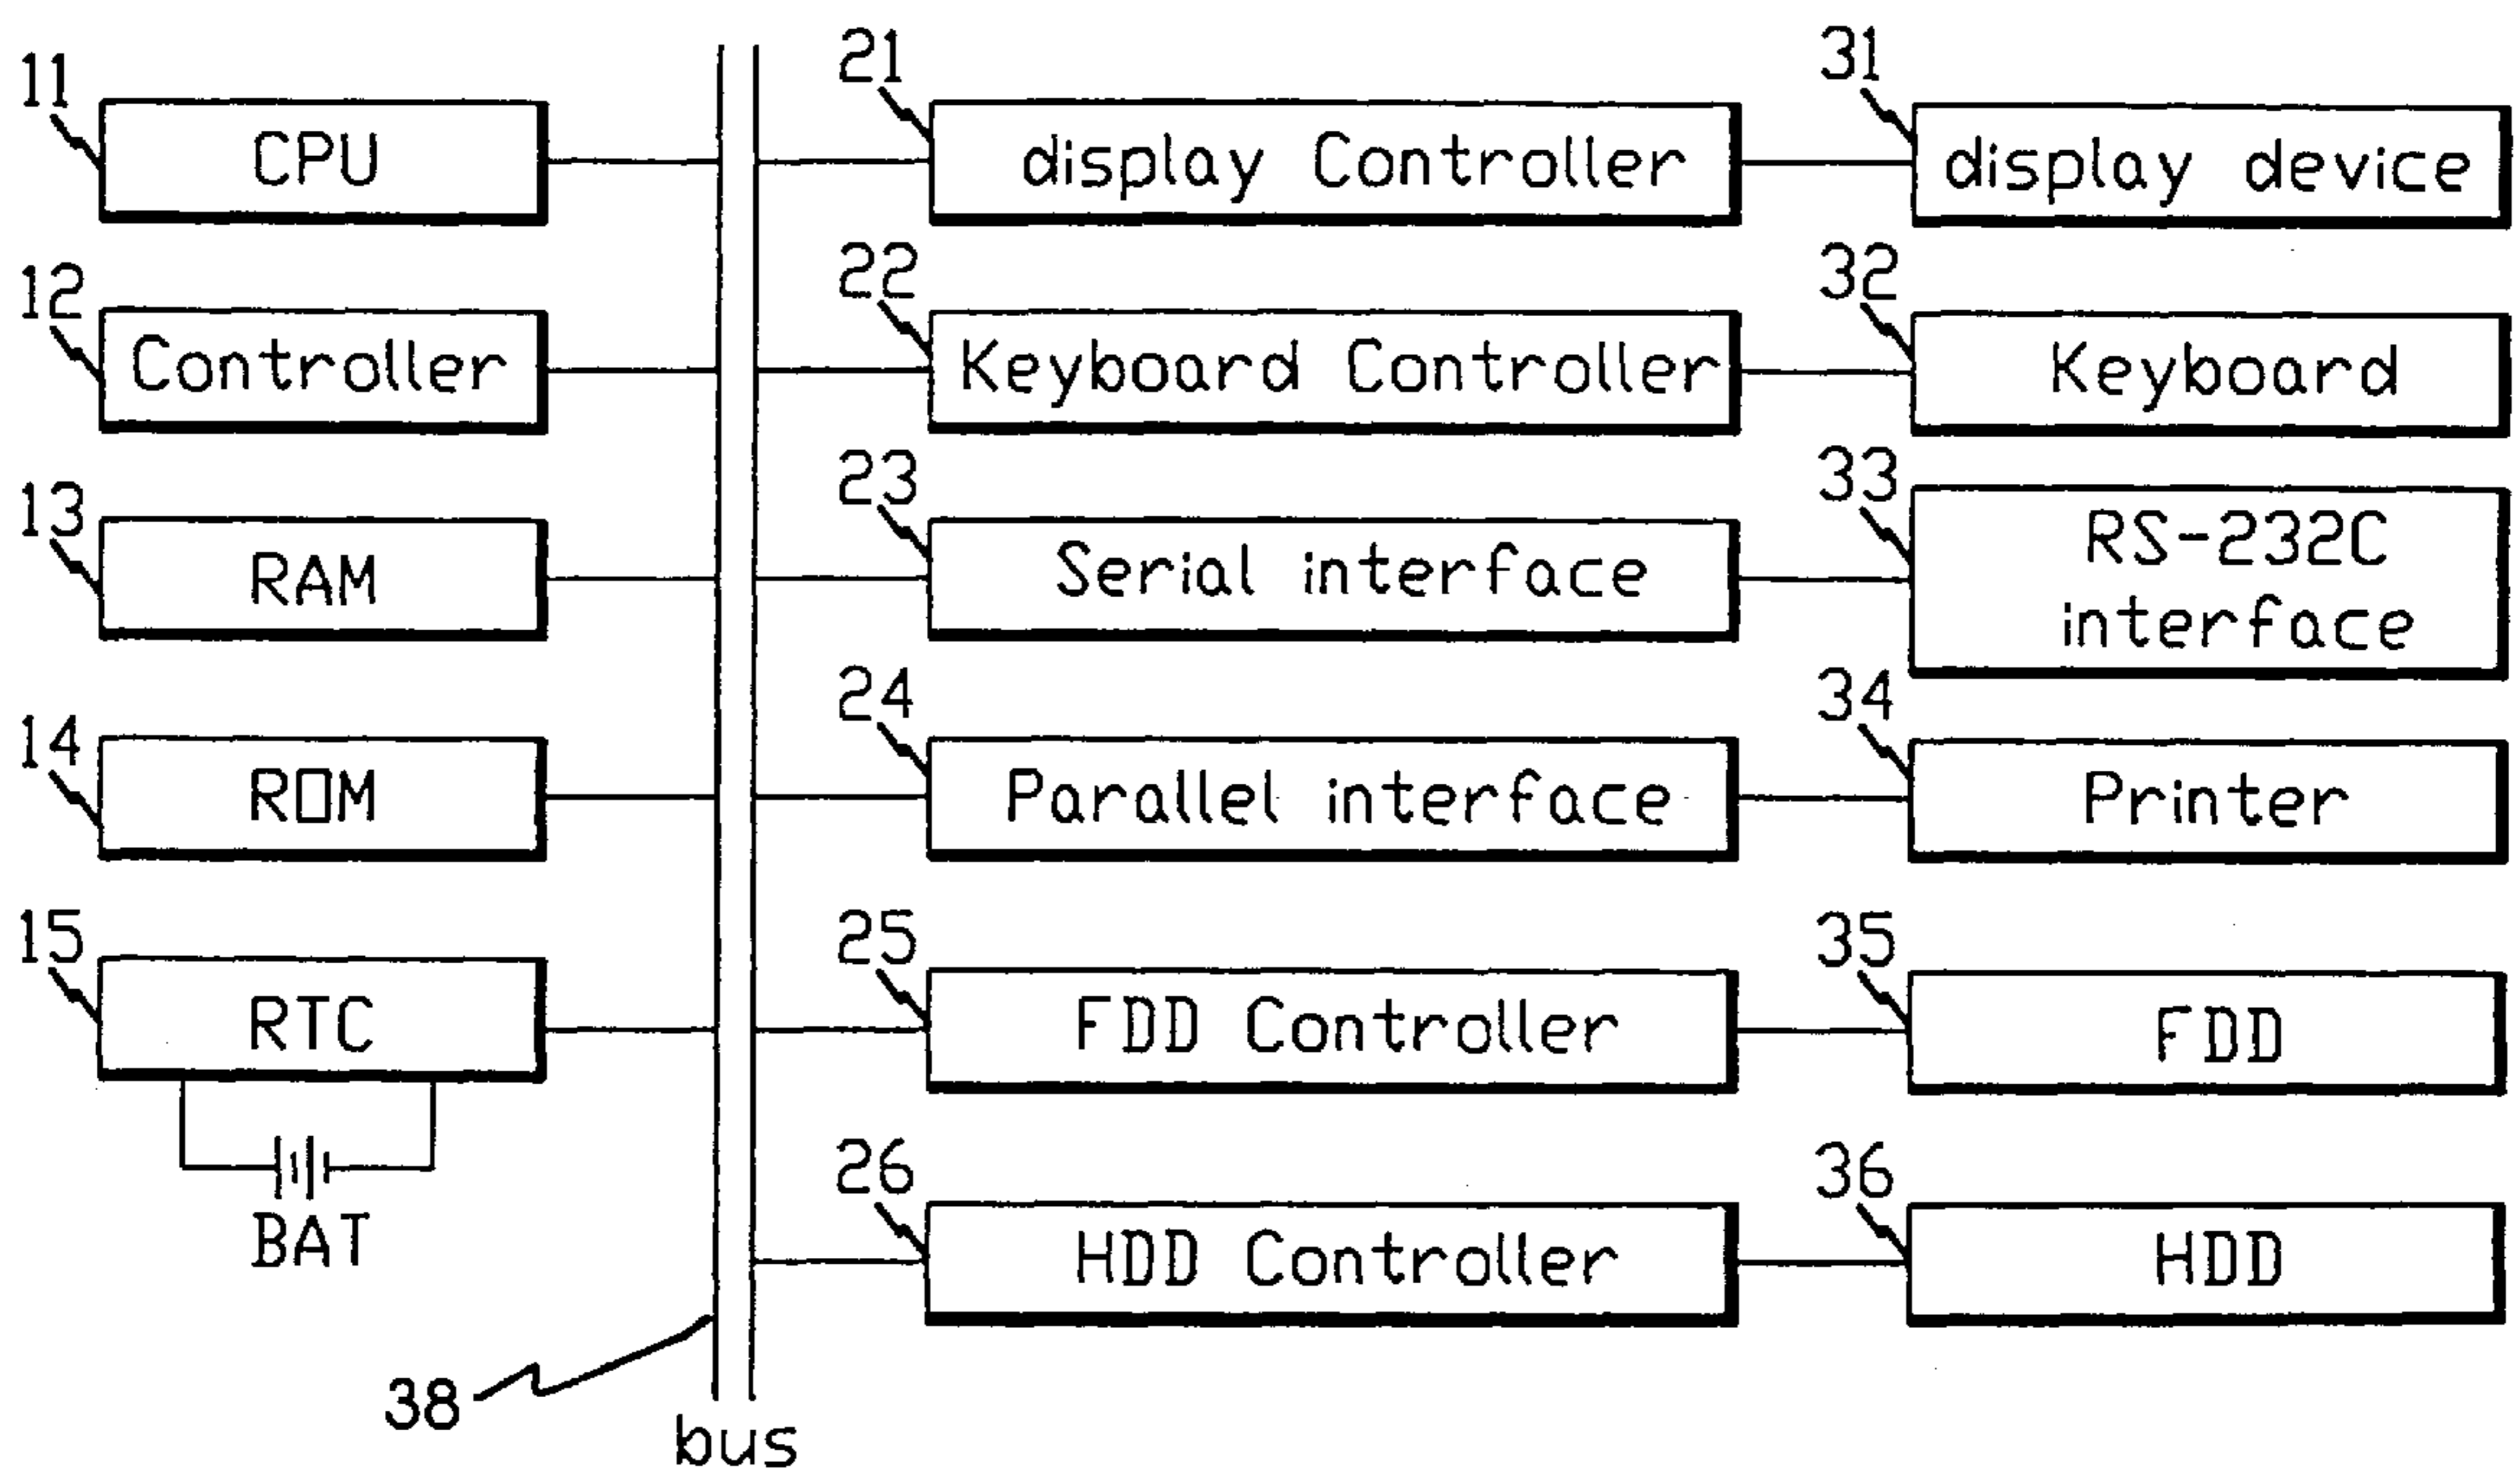 11
CPU
21
display Controller
31
display device
12
Controller
22
Keyboard Controller
32
Keyboard
13
RAM
23
Serial interface
33
RS-232C
interface
14
ROM
24
Parallel interface
34
Printer
15
RTC
25
FDD Controller
35
FDD
BAT
26
HDD Controller
36
HDD
38
bus